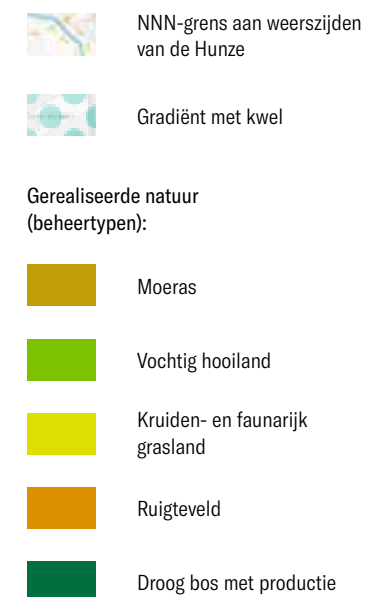 NNN-grens aan weerszijden
van de Hunze
Gradiënt met kwel
Gerealiseerde natuur
(beheertypen):
Moeras
Vochtig hooiland
Kruiden- en faunarijk
grasland
Ruigteveld
Droog bos met productie